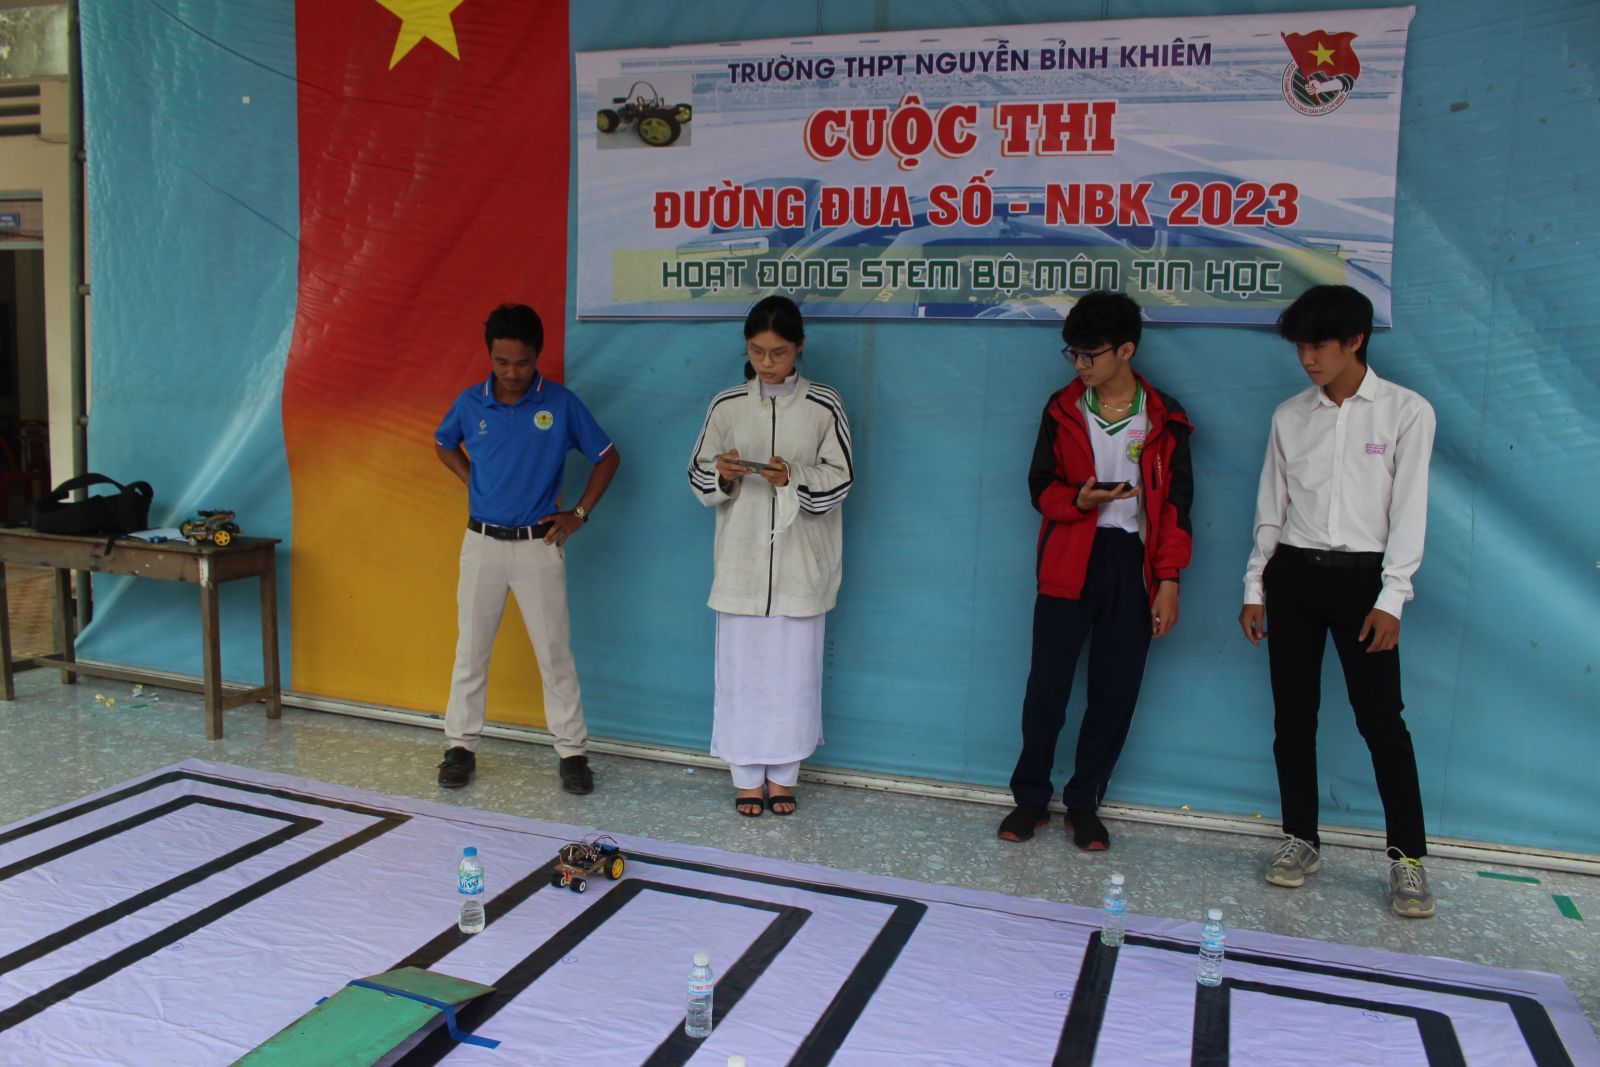 TRƯỜNG THPT NGUYỄN BỈNH KHIÊM
CUỘC THI
ĐƯỜNG ĐUA SỐ - NBK 2023
HOẠT ĐỘNG STEM BỘ MÔN TIN HỌC
Vivo